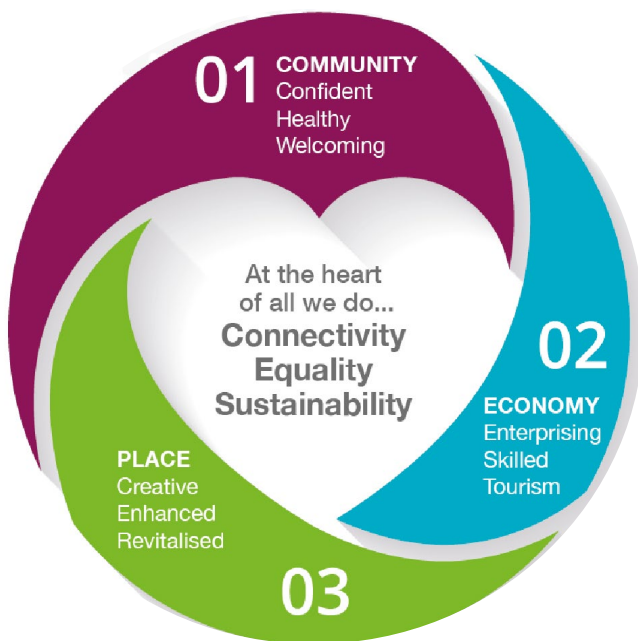 01
COMMUNITY
Confident
Healthy
Welcoming
At the heart
of all we do...
Connectivity
Equality
Sustainability
02
ECONOMY
Enterprising
Skilled
Tourism
PLACE
Creative
Enhanced
Revitalised
03